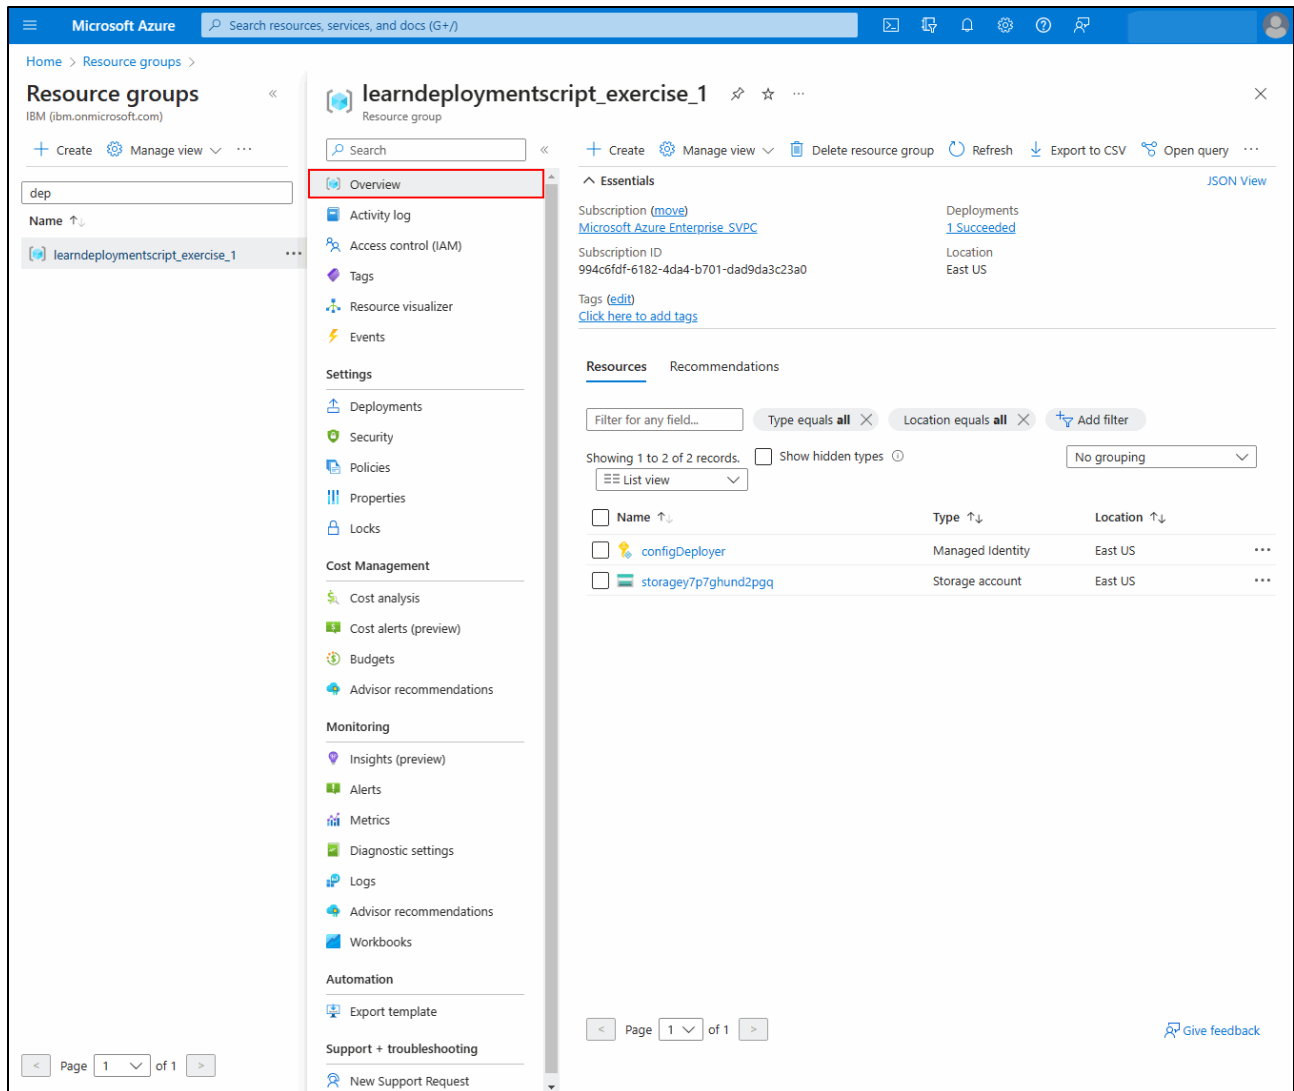 Microsoft Azure
Search resources, services, and docs (G+/)
Home > Resource groups >
Resource groups
IBM (ibm.onmicrosoft.com)
Create Manage view
dep
Name
learndeploymentscript_exercise_1
Page 1 of 1
learndeploymentscript_exercise_1
Resource group
Search
Overview
Activity log
Access control (IAM)
Tags
Resource visualizer
Events
Settings
Deployments
Security
Policies
Properties
Locks
Cost Management
Cost analysis
Cost alerts (preview)
Budgets
Advisor recommendations
Monitoring
Insights (preview)
Alerts
Metrics
Diagnostic settings
Logs
Advisor recommendations
Workbooks
Automation
Export template
Support + troubleshooting
New Support Request
Create Manage view Delete resource group Refresh Export to CSV Open query
Essentials
JSON View
Subscription (move)
Microsoft Azure Enterprise SVPC
Subscription ID
994c6fdf-6182-4da4-b701-dad9da3c23a0
Tags (edit)
Click here to add tags
Deployments
1 Succeeded
Location
East US
Resources Recommendations
Filter for any field... Type equals all Location equals all Add filter
Showing 1 to 2 of 2 records. Show hidden types No grouping
List view
Name Type Location
configDeployer Managed Identity East US
storagey7p7ghund2pgq Storage account East US
Page 1 of 1
Give feedback